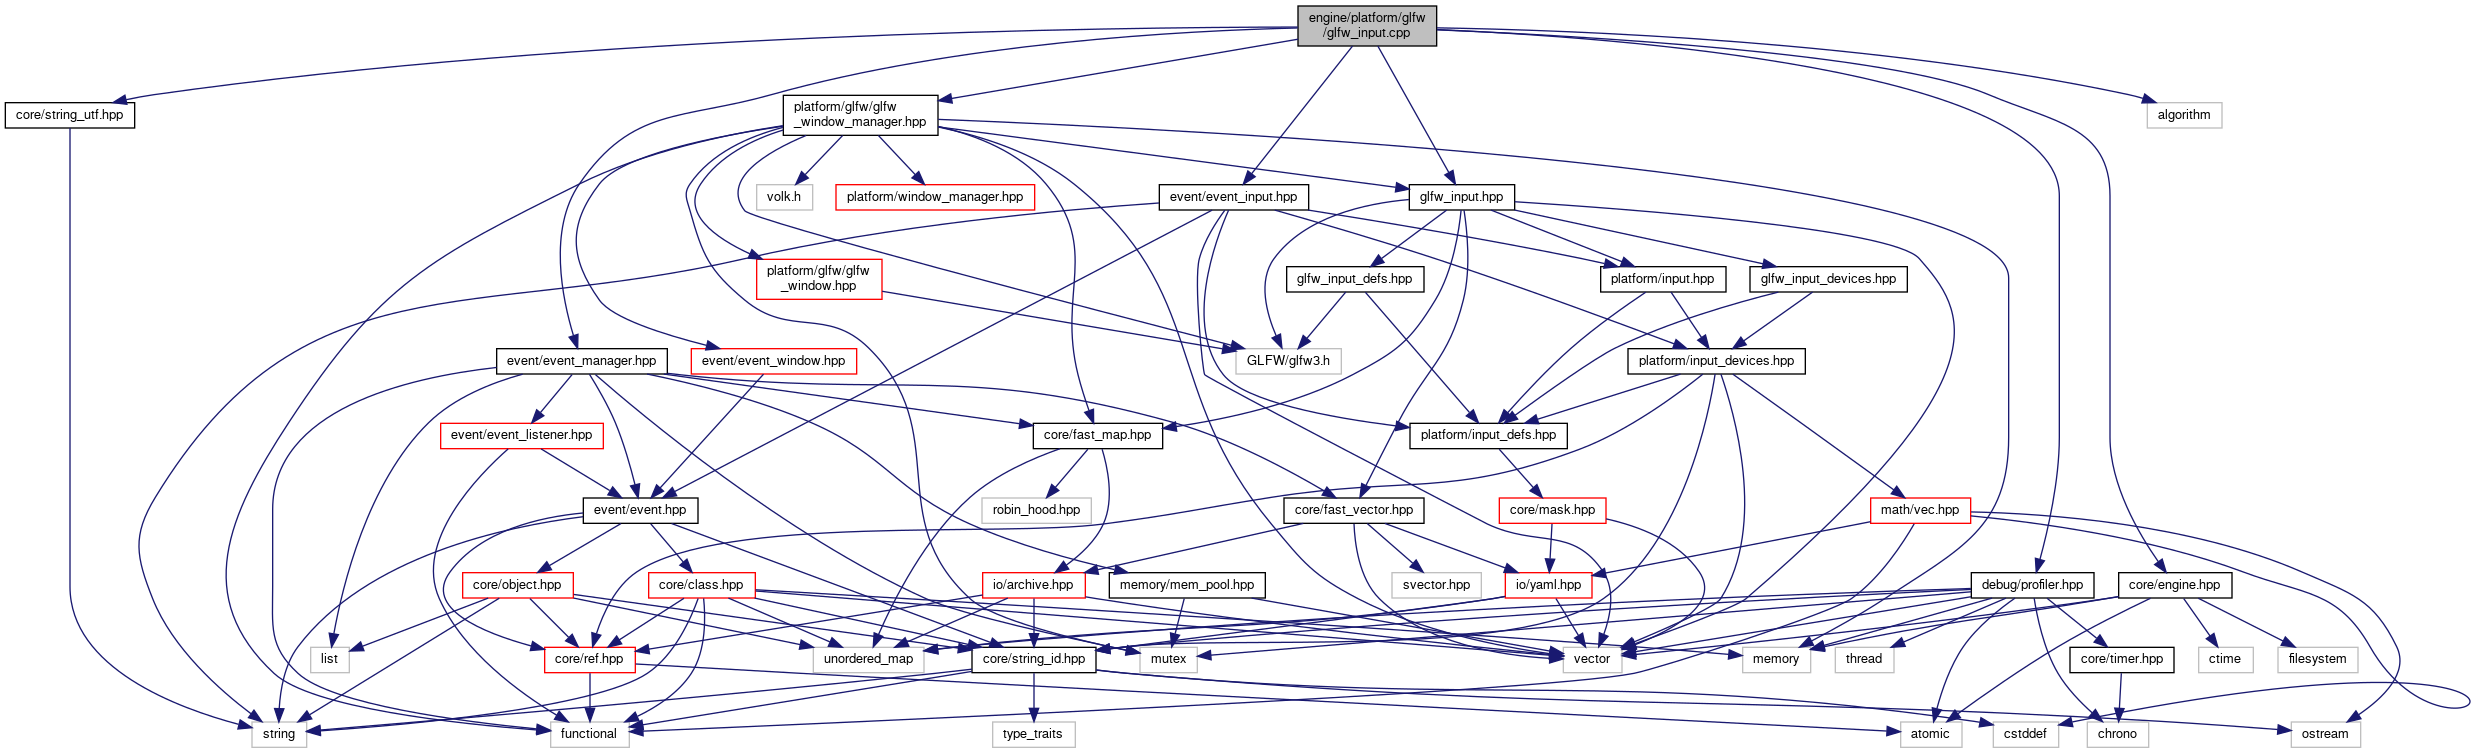 engine/platform/glfw
/glfw_input.cpp
core/string_utf.hpp
platform/glfw/glfw
_window_manager.hpp
algorithm
volk.h
platform/window_manager.hpp
event/event_input.hpp
glfw_input.hpp
platform/glfw/glfw
_window.hpp
glfw_input_defs.hpp
platform/input.hpp
glfw_input_devices.hpp
event/event_manager.hpp
event/event_window.hpp
GLFW/glfw3.h
platform/input_devices.hpp
event/event_listener.hpp
core/fast_map.hpp
platform/input_defs.hpp
event/event.hpp
robin_hood.hpp
core/fast_vector.hpp
core/mask.hpp
math/vec.hpp
core/object.hpp
core/class.hpp
io/archive.hpp
memory/mem_pool.hpp
svector.hpp
io/yaml.hpp
debug/profiler.hpp
core/engine.hpp
list
core/ref.hpp
unordered_map
core/string_id.hpp
mutex
vector
memory
thread
core/timer.hpp
ctime
filesystem
string
functional
type_traits
atomic
cstddef
chrono
ostream